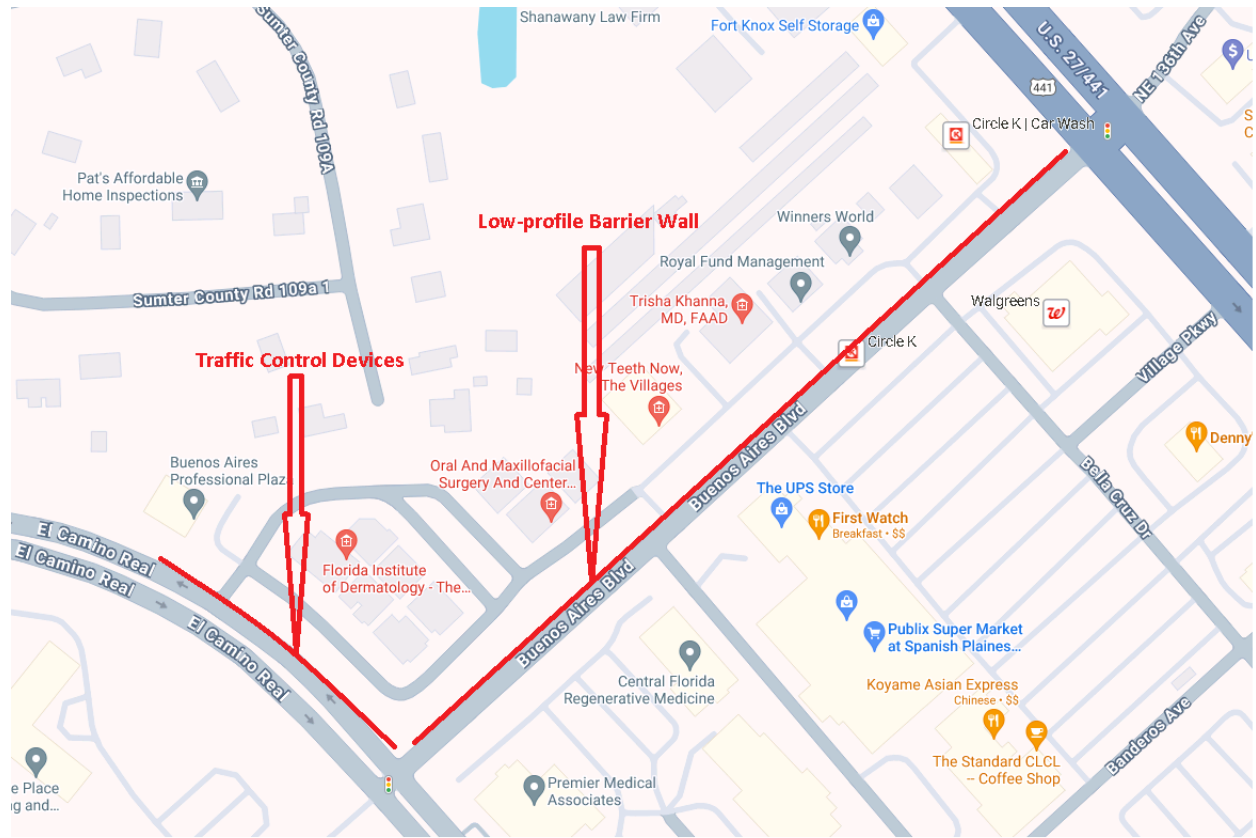 Shanawany Law Firm
Fort Knox Self Storage
U.S. 27/441
441
NE 136th Ave
Sumter County Rd 109A
Circle K | Car Wash
Pat's Affordable
Home Inspections
Low-profile Barrier Wall
Winners World
Royal Fund Management
Sumter County Rd 109a 1
Trisha Khanna,
MD, FAAD
Walgreens
Circle K
Village Pkwy
Traffic Control Devices
New Teeth Now,
The Villages
Buenos Aires Blvd
Denny
Buenos Aires
Professional Plaz
Oral And Maxillofacial
Surgery And Center...
The UPS Store
First Watch
Breakfast • $$
Bella Cruz Dr
El Camino Real
El Camino Real
Florida Institute
of Dermatology - The...
Buenos Aires Blvd
El Camino Real
Publix Super Market
at Spanish Plaines...
Central Florida
Regenerative Medicine
Koyame Asian Express
Chinese • $$
Banderos Ave
The Standard CLCL
-- Coffee Shop
e Place
g and...
Premier Medical
Associates